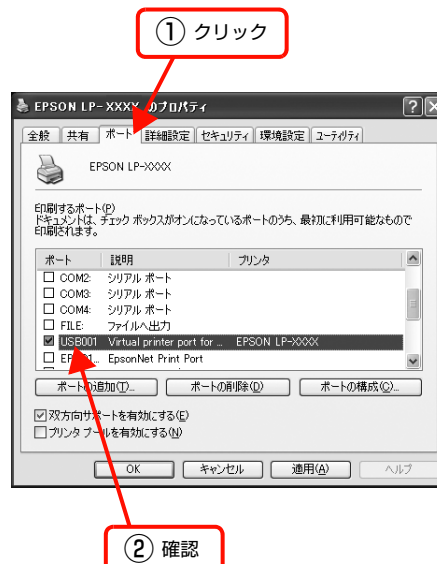 ① クリック
EPSON LP-XXXX のプロパティ
全般 共有 ポート 詳細設定 セキュリティ 環境設定 ユーティリティ
EPSON LP-XXXX
印刷するポート(P)
ドキュメントは、チェック ボックスがオンになっているポートのうち、最初に利用可能なもので
印刷されます。
ポート 説明 プリンタ
COM2: シリアル ポート
COM3: シリアル ポート
COM4: シリアル ポート
FILE: ファイルへ出力
USB001 Virtual printer port for ... EPSON LP-XXXX
EpsonNet Print Port
ポートの追加(T)... ポートの削除(D) ポートの構成(C)...
双方向サポートを有効にする(E)
プリンタ プールを有効にする(N)
OK キャンセル 適用(A) ヘルプ
② 確認